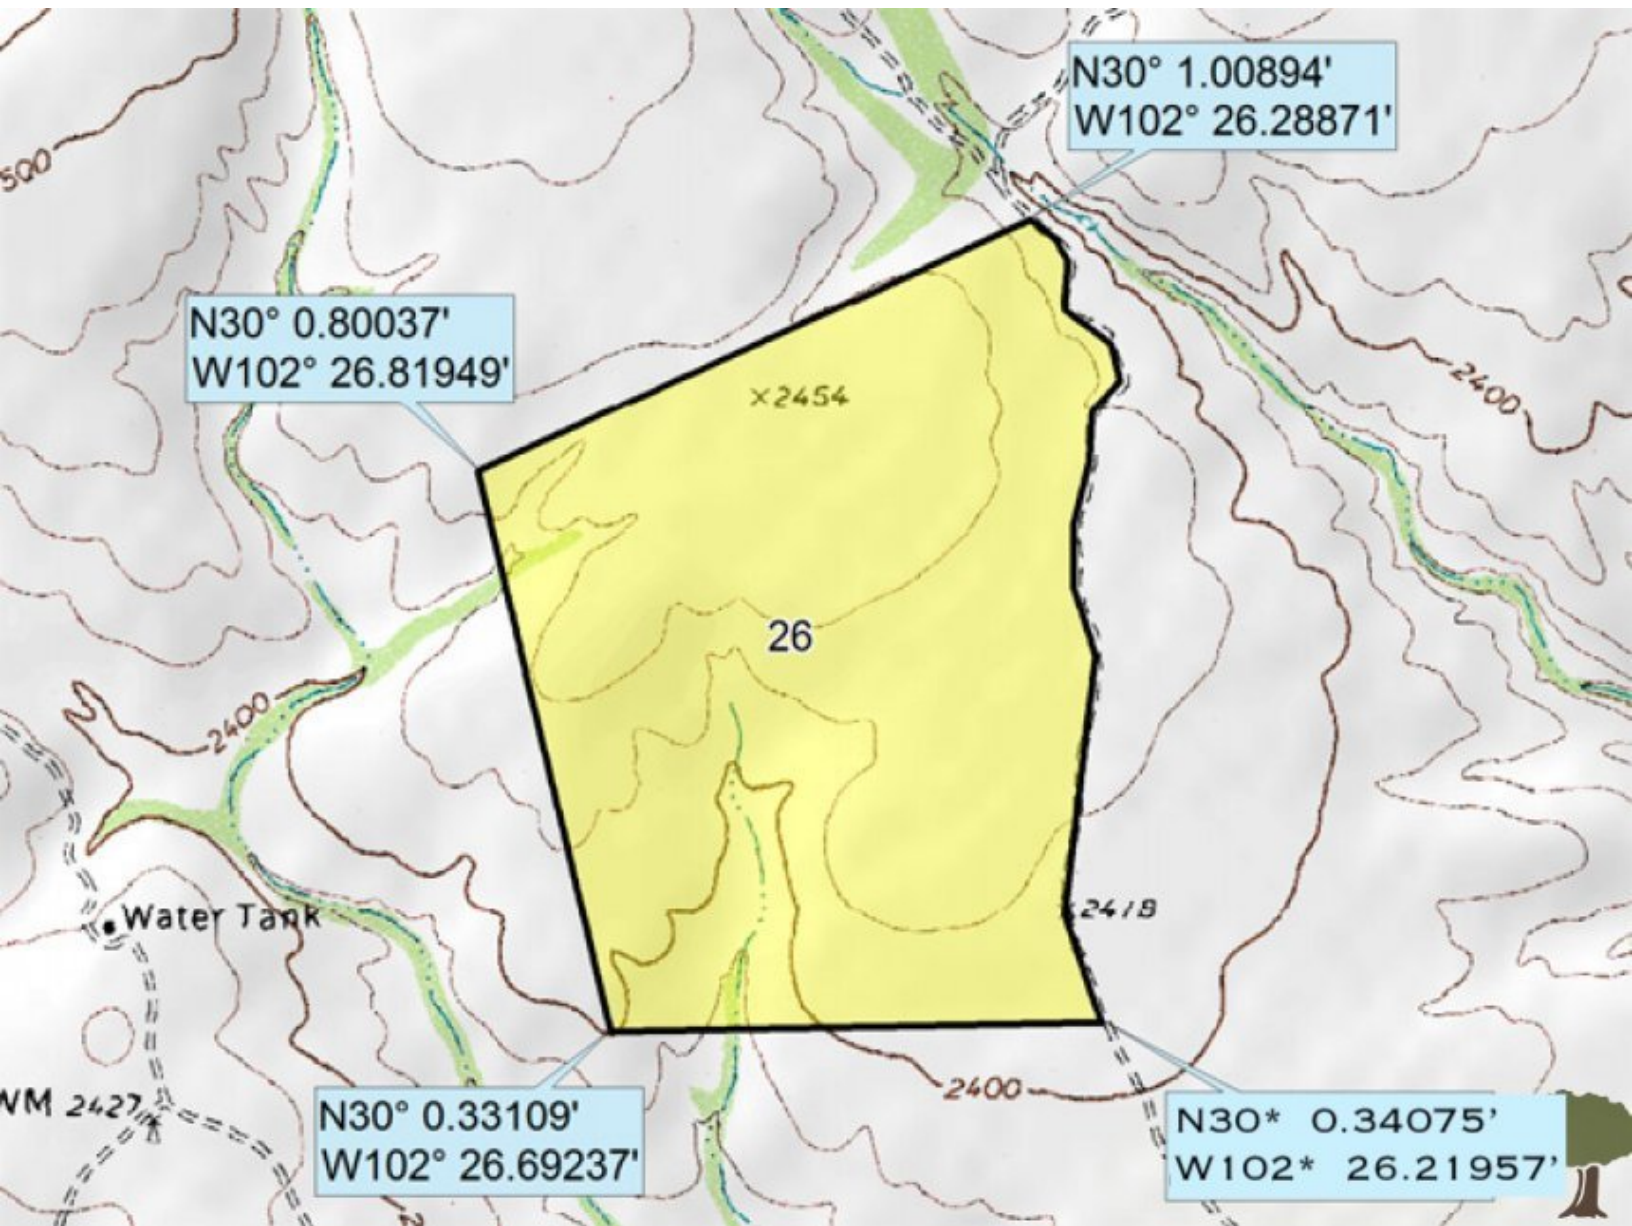 N30° 1.00894'
W102° 26.28871'
500
N30° 0.80037'
W102° 26.81949'
×2454
2400
26
2400
Water Tank
2418
2400
WM 2427
N30° 0.33109'
W102° 26.69237'
N30* 0.34075'
W102* 26.21957'